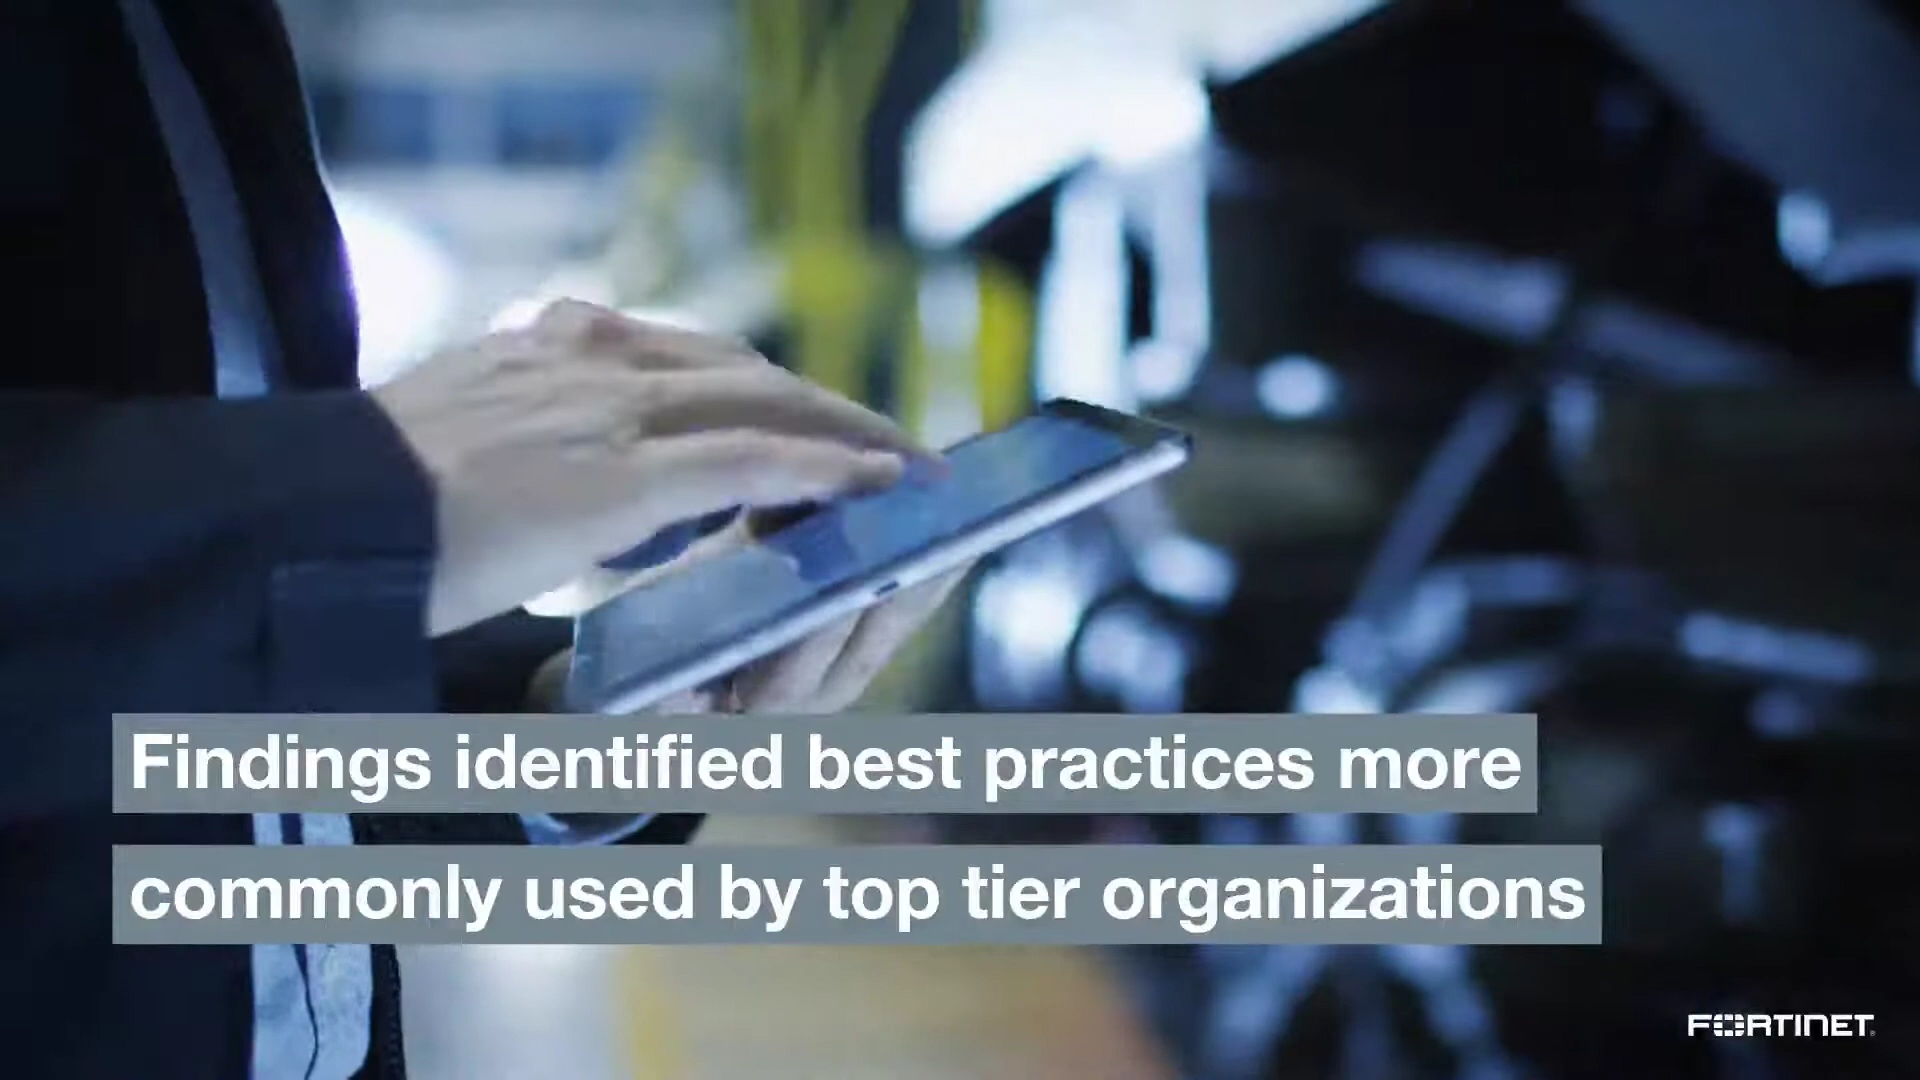 Findings identified best practices more
commonly used by top tier organizations
FORTINET